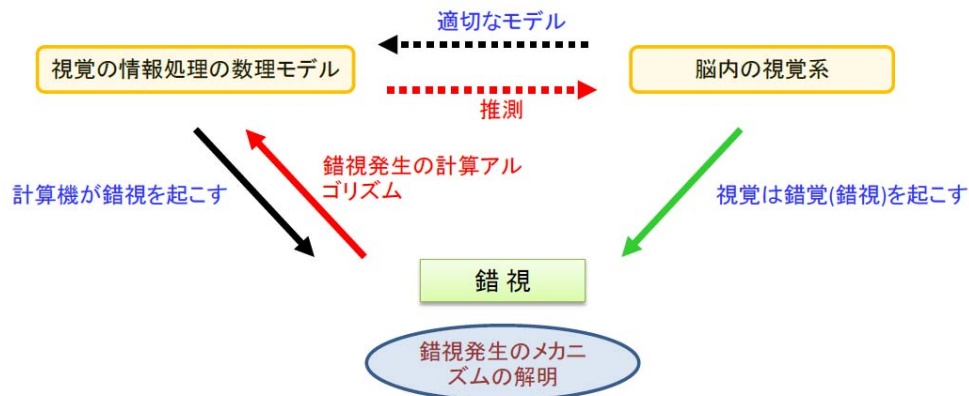 適切なモデル
視覚の情報処理の数理モデル
脳内の視覚系
推測
錯視発生の計算アル
ゴリズム
計算機が錯視を起こす
視覚は錯覚(錯視)を起こす
錯 視
錯視発生のメカニ
ズムの解明